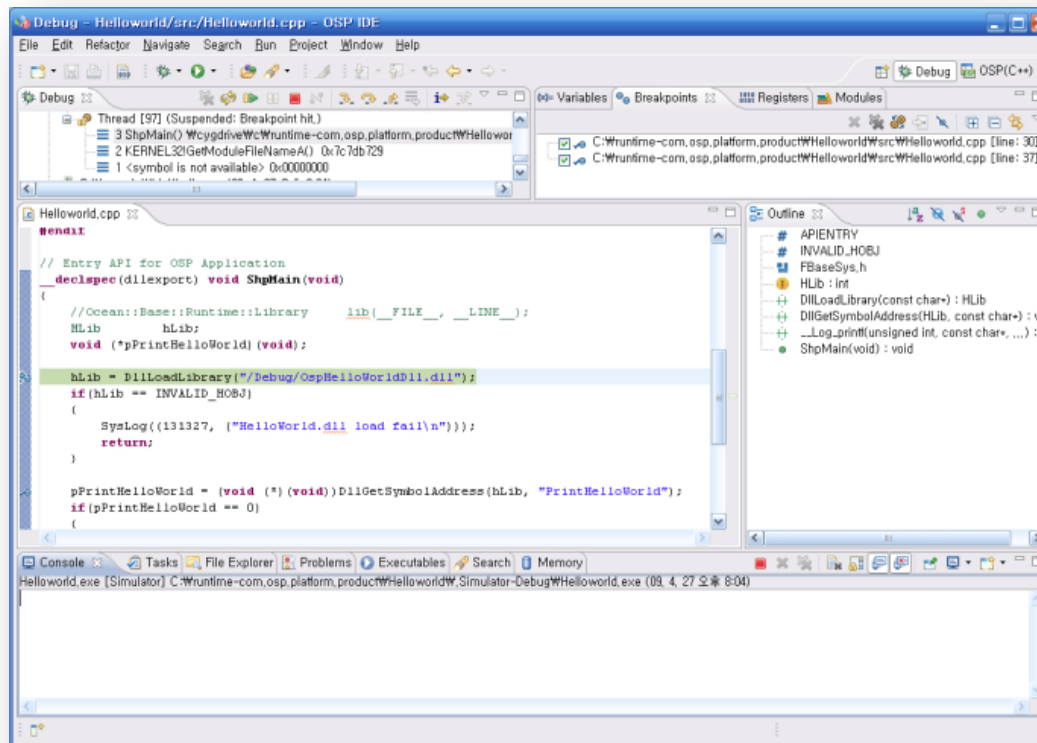 Debug - Helloworld/src/Helloworld.cpp - OSP IDE
File Edit Refactor Navigate Search Run Project Window Help
Debug OSP(C++)
Debug
Thread [97] (Suspended: Breakpoint hit.)
3 ShpMain() ₩cygdrive₩c₩runtime-com,osp,platform,product₩Hellowor
2 KERNEL32!GetModuleFileNameA() 0x7c7db729
1 <symbol is not available> 0x00000000
Variables Breakpoints Registers Modules
C:₩runtime-com,osp,platform,product₩Helloworld₩src₩Helloworld,cpp [line: 30]
C:₩runtime-com,osp,platform,product₩Helloworld₩src₩Helloworld,cpp [line: 37]
Helloworld,cpp
#endif
// Entry API for OSP Application
__declspec(dllexport) void ShpMain(void)
{
//Ocean::Base::Runtime::Library lib(__FILE__, __LINE__);
HLib hLib;
void (*pPrintHelloWorld)(void);
hLib = DllLoadLibrary("/Debug/OspHelloWorldDll.dll");
if(hLib == INVALID_HOBJ)
{
SysLog((131327, ("HelloWorld.dll load fail\n")));
return;
}
pPrintHelloWorld = (void (*)(void))DllGetSymbolAddress(hLib, "PrintHelloWorld");
if(pPrintHelloWorld == 0)
{
Outline
APIENTRY
INVALID_HOBJ
FBaseSys,h
HLib : int
DllLoadLibrary(const char*) : HLib
DllGetSymbolAddress(HLib, const char*) : v
__Log_printf(unsigned int, const char*, ...) :
ShpMain(void) : void
Console Tasks File Explorer Problems Executables Search Memory
Helloworld,exe [Simulator] C:₩runtime-com,osp,platform,product₩Helloworld₩,Simulator-Debug₩Helloworld,exe (09, 4, 27 오후 8:04)